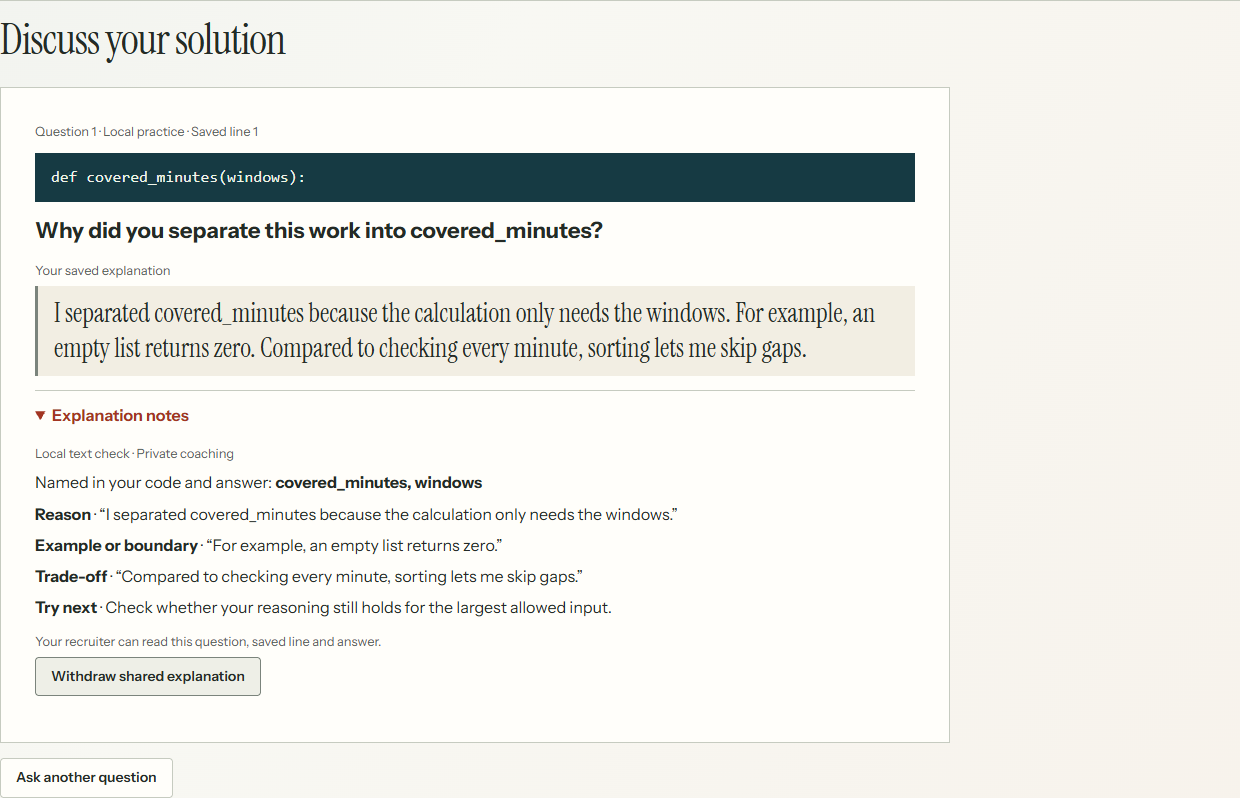 Discuss your solution
Question 1 · Local practice · Saved line 1
def covered_minutes(windows):
Why did you separate this work into covered_minutes?
Your saved explanation
I separated covered_minutes because the calculation only needs the windows. For example, an
empty list returns zero. Compared to checking every minute, sorting lets me skip gaps.
▼ Explanation notes
Local text check · Private coaching
Named in your code and answer: covered_minutes, windows
Reason · “I separated covered_minutes because the calculation only needs the windows.”
Example or boundary · “For example, an empty list returns zero.”
Trade-off · “Compared to checking every minute, sorting lets me skip gaps.”
Try next · Check whether your reasoning still holds for the largest allowed input.
Your recruiter can read this question, saved line and answer.
Withdraw shared explanation
Ask another question